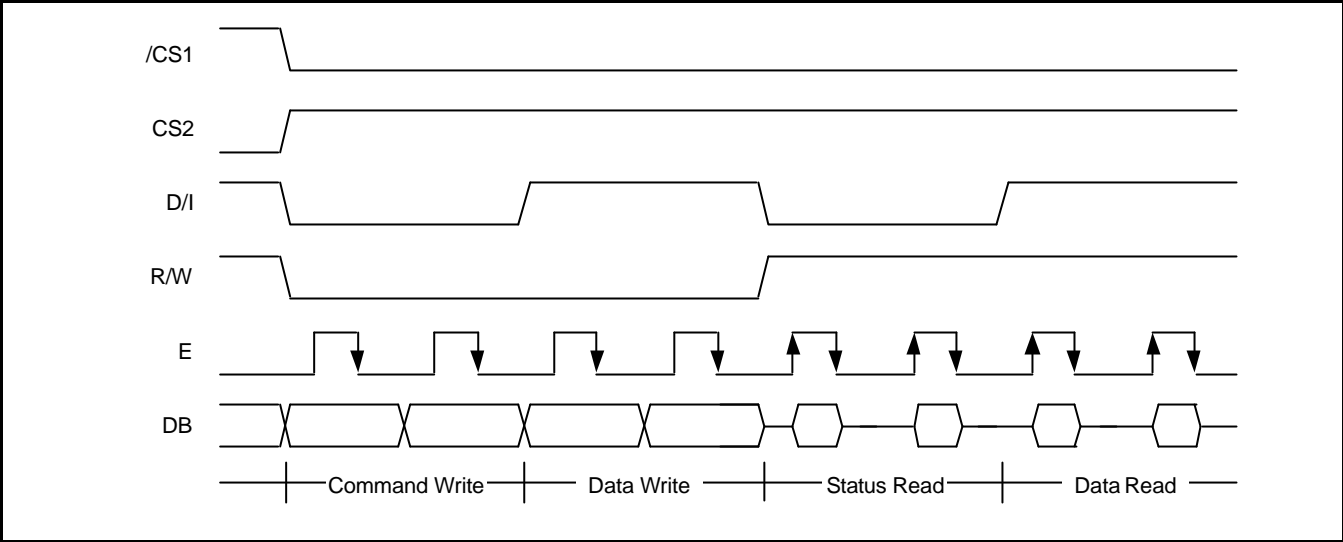 /CS1
CS2
D/I
R/W
E
DB
Command Write
Data Write
Status Read
Data Read